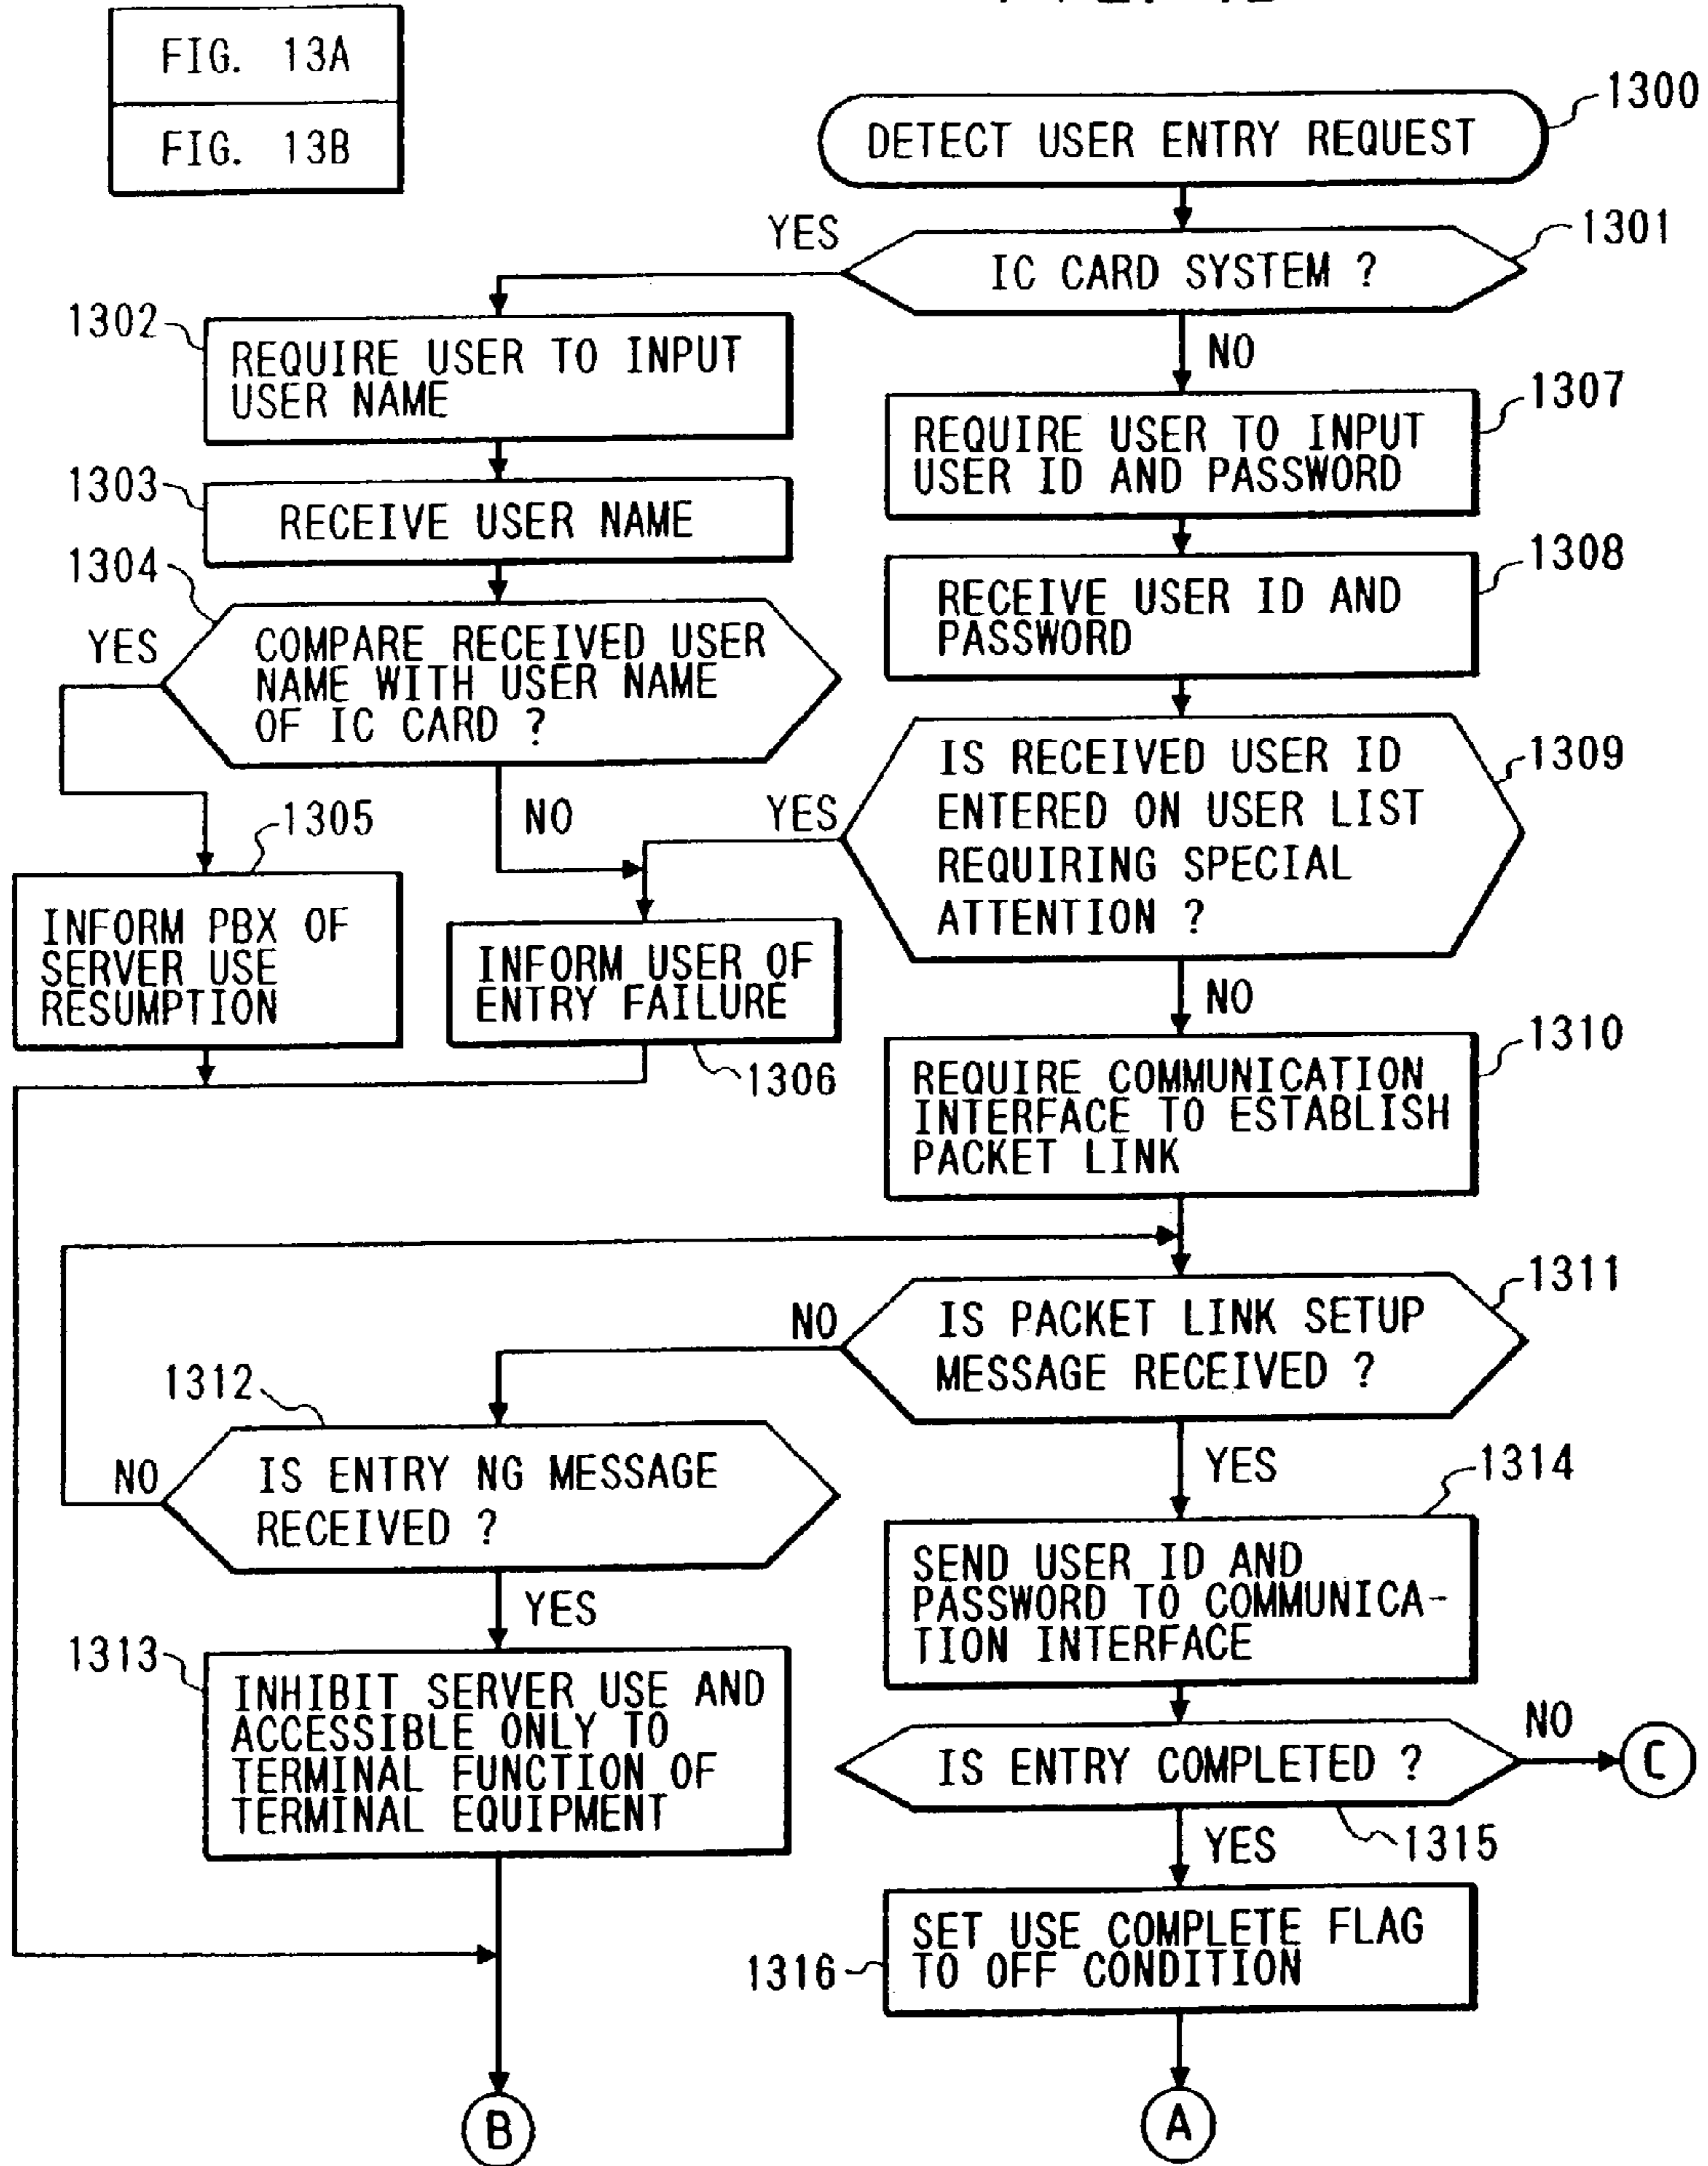 FIG. 13A
FIG. 13B
1300
DETECT USER ENTRY REQUEST
1301
YES
IC CARD SYSTEM ?
NO
1302
REQUIRE USER TO INPUT
USER NAME
1307
REQUIRE USER TO INPUT
USER ID AND PASSWORD
1303
RECEIVE USER NAME
1308
RECEIVE USER ID AND
PASSWORD
1304
YES
COMPARE RECEIVED USER
NAME WITH USER NAME
OF IC CARD ?
NO
1309
YES
IS RECEIVED USER ID
ENTERED ON USER LIST
REQUIRING SPECIAL
ATTENTION ?
NO
1305
INFORM PBX OF
SERVER USE
RESUMPTION
INFORM USER OF
ENTRY FAILURE
1306
1310
REQUIRE COMMUNICATION
INTERFACE TO ESTABLISH
PACKET LINK
1311
NO
IS PACKET LINK SETUP
MESSAGE RECEIVED ?
YES
1312
NO
IS ENTRY NG MESSAGE
RECEIVED ?
YES
1314
SEND USER ID AND
PASSWORD TO COMMUNICA-
TION INTERFACE
1313
INHIBIT SERVER USE AND
ACCESSIBLE ONLY TO
TERMINAL FUNCTION OF
TERMINAL EQUIPMENT
IS ENTRY COMPLETED ?
NO
C
YES
1315
SET USE COMPLETE FLAG
TO OFF CONDITION
1316
B
A